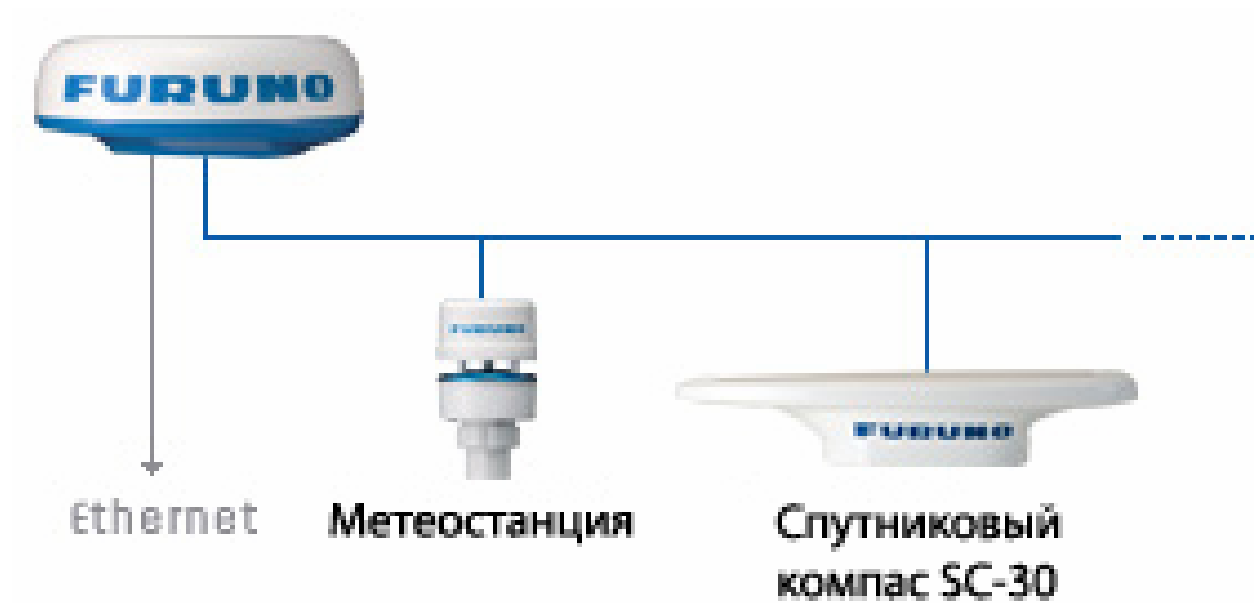 FURUNO
FURUNO
FURUNO
Ethernet
Метеостанция
Спутниковый
компас SC-30